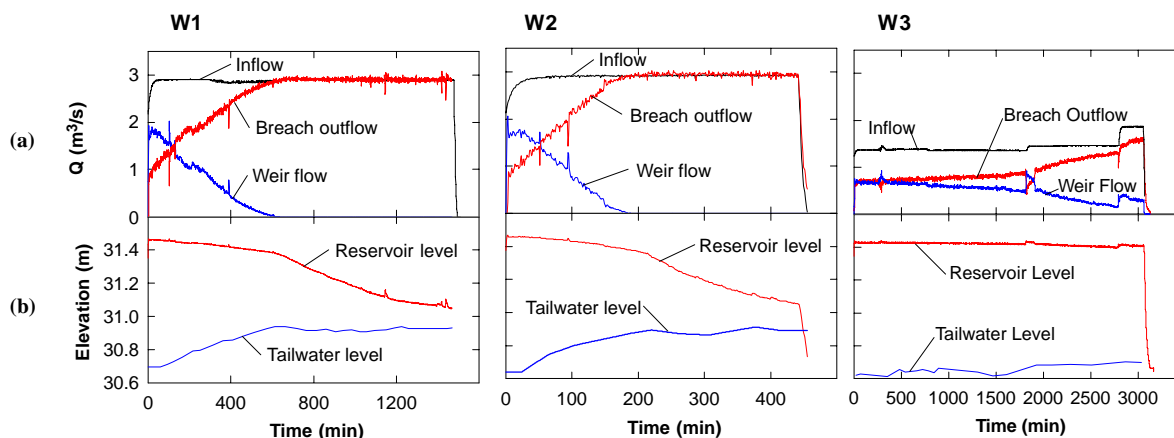 W1
W2
W3
(a)
Q (m³/s)
3
2
1
0
Inflow
Breach outflow
Weir flow
Inflow
Breach outflow
Weir flow
Breach Outflow
Inflow
Weir Flow
(b)
Elevation (m)
31.4
31.2
31.0
30.8
30.6
Reservoir level
Tailwater level
Reservoir level
Tailwater level
Reservoir Level
Tailwater Level
0 400 800 1200
0 100 200 300 400
0 500 1000 1500 2000 2500 3000
Time (min)
Time (min)
Time (min)